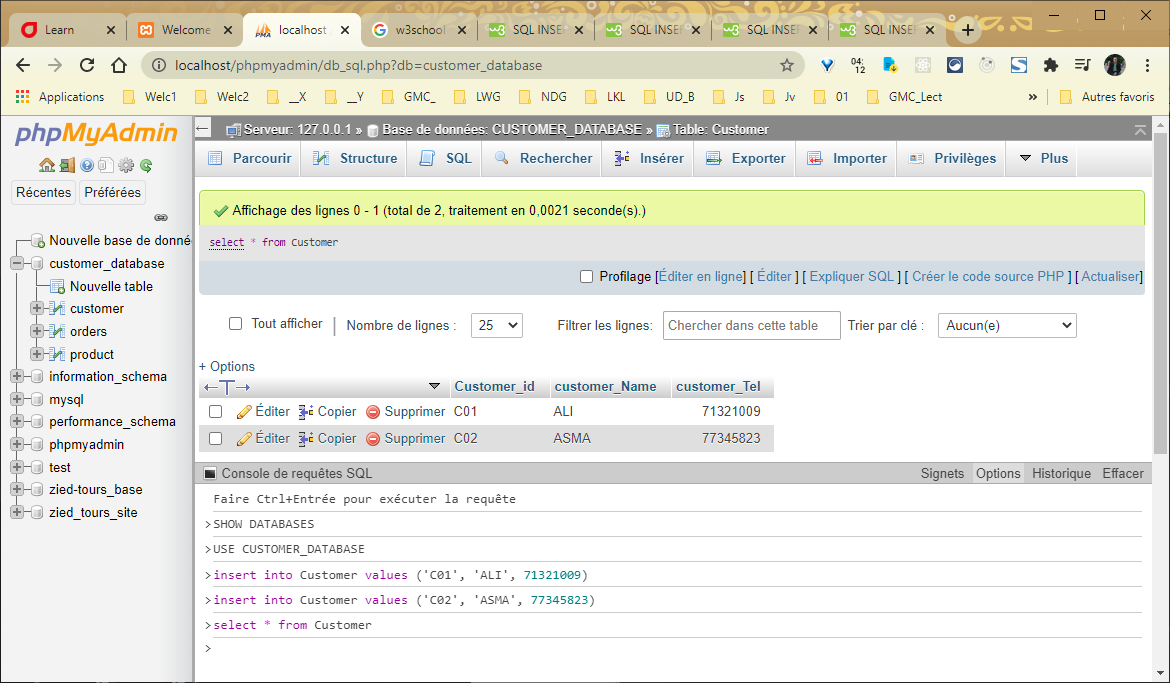 Learn
Welcome
localhost
w3school
SQL INSER
SQL INSER
SQL INSER
SQL INSER
localhost/phpmyadmin/db_sql.php?db=customer_database
04; 12
Applications Welc1 Welc2 __X __Y GMC_ LWG NDG LKL UD_B Js Jv 01 GMC_Lect » Autres favoris
phpMyAdmin
Récentes Préférées
Nouvelle base de donné
customer_database
Nouvelle table
customer
orders
product
information_schema
mysql
performance_schema
phpmyadmin
test
zied-tours_base
zied_tours_site
Serveur: 127.0.0.1 » Base de données: CUSTOMER_DATABASE » Table: Customer
Parcourir Structure SQL Rechercher Insérer Exporter Importer Privilèges Plus
Affichage des lignes 0 - 1 (total de 2, traitement en 0,0021 seconde(s).)
select * from Customer
Profilage [Éditer en ligne] [ Éditer ] [ Expliquer SQL ] [ Créer le code source PHP ] [ Actualiser]
Tout afficher | Nombre de lignes : 25 Filtrer les lignes: Chercher dans cette table Trier par clé : Aucun(e)
+ Options
←T→ Customer_id customer_Name customer_Tel
Éditer Copier Supprimer C01 ALI 71321009
Éditer Copier Supprimer C02 ASMA 77345823
Console de requêtes SQL Signets Options Historique Effacer
Faire Ctrl+Entrée pour exécuter la requête
>SHOW DATABASES
>USE CUSTOMER_DATABASE
>insert into Customer values ('C01', 'ALI', 71321009)
>insert into Customer values ('C02', 'ASMA', 77345823)
>select * from Customer
>